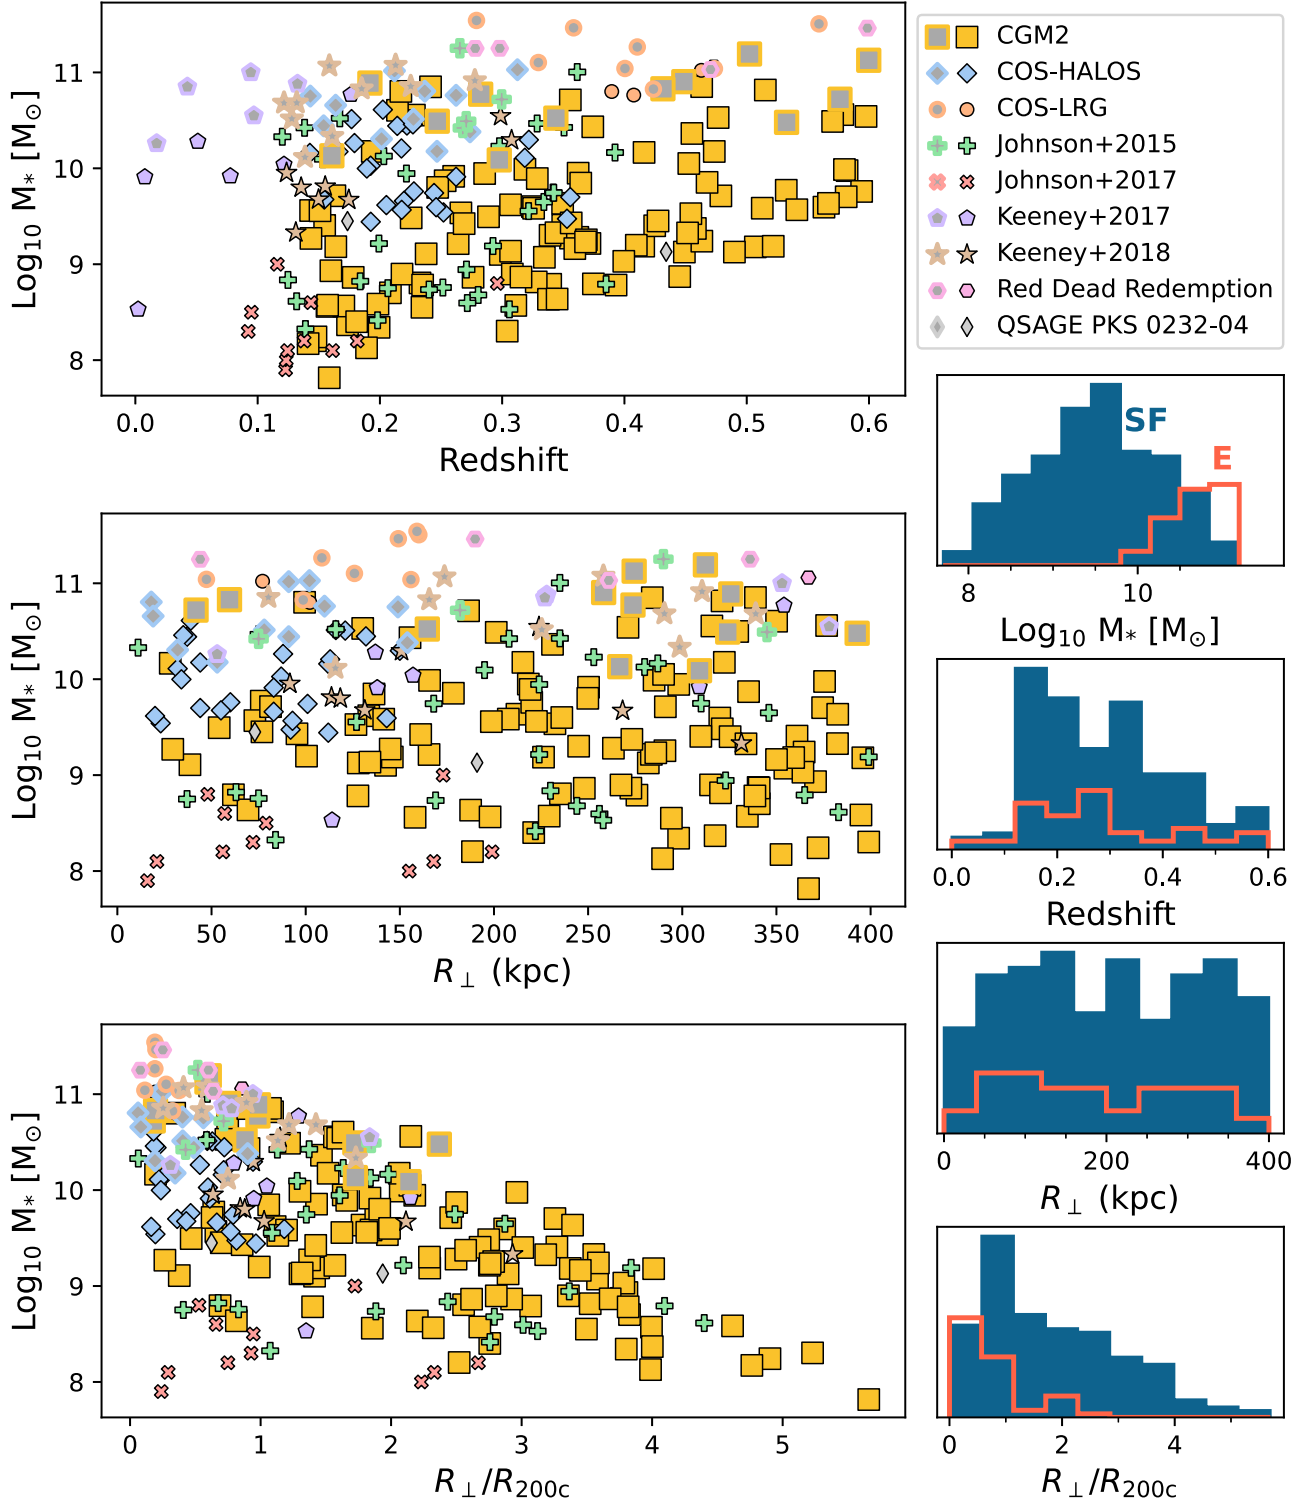 Log₁₀ M* [M☉]
11
10
9
8
0.0 0.1 0.2 0.3 0.4 0.5 0.6
Redshift
CGM2
COS-HALOS
COS-LRG
Johnson+2015
Johnson+2017
Keeney+2017
Keeney+2018
Red Dead Redemption
QSAGE PKS 0232-04
SF
E
8 10
Log₁₀ M* [M☉]
Log₁₀ M* [M☉]
11
10
9
8
0 50 100 150 200 250 300 350 400
R⊥ (kpc)
0.0 0.2 0.4 0.6
Redshift
0 200 400
R⊥ (kpc)
Log₁₀ M* [M☉]
11
10
9
8
0 1 2 3 4 5
R⊥/R₂₀₀c
0 2 4
R⊥/R₂₀₀c